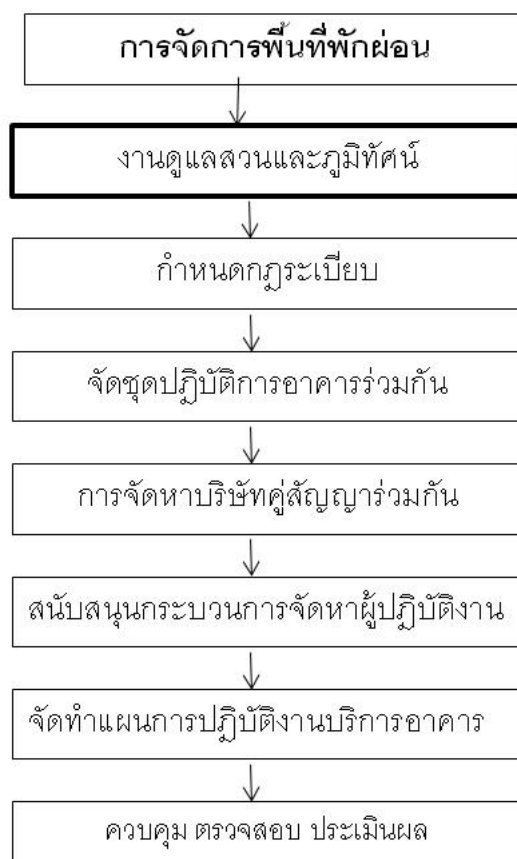 การจัดการพื้นที่พักผ่อน
งานดูแลสวนและภูมิทัศน์
กำหนดกฎระเบียบ
จัดชุดปฏิบัติการอาคารร่วมกัน
การจัดหาบริษัทคู่สัญญาร่วมกัน
สนับสนุนกระบวนการจัดหาผู้ปฏิบัติงาน
จัดทำแผนการปฏิบัติงานบริการอาคาร
ควบคุม ตรวจสอบ ประเมินผล